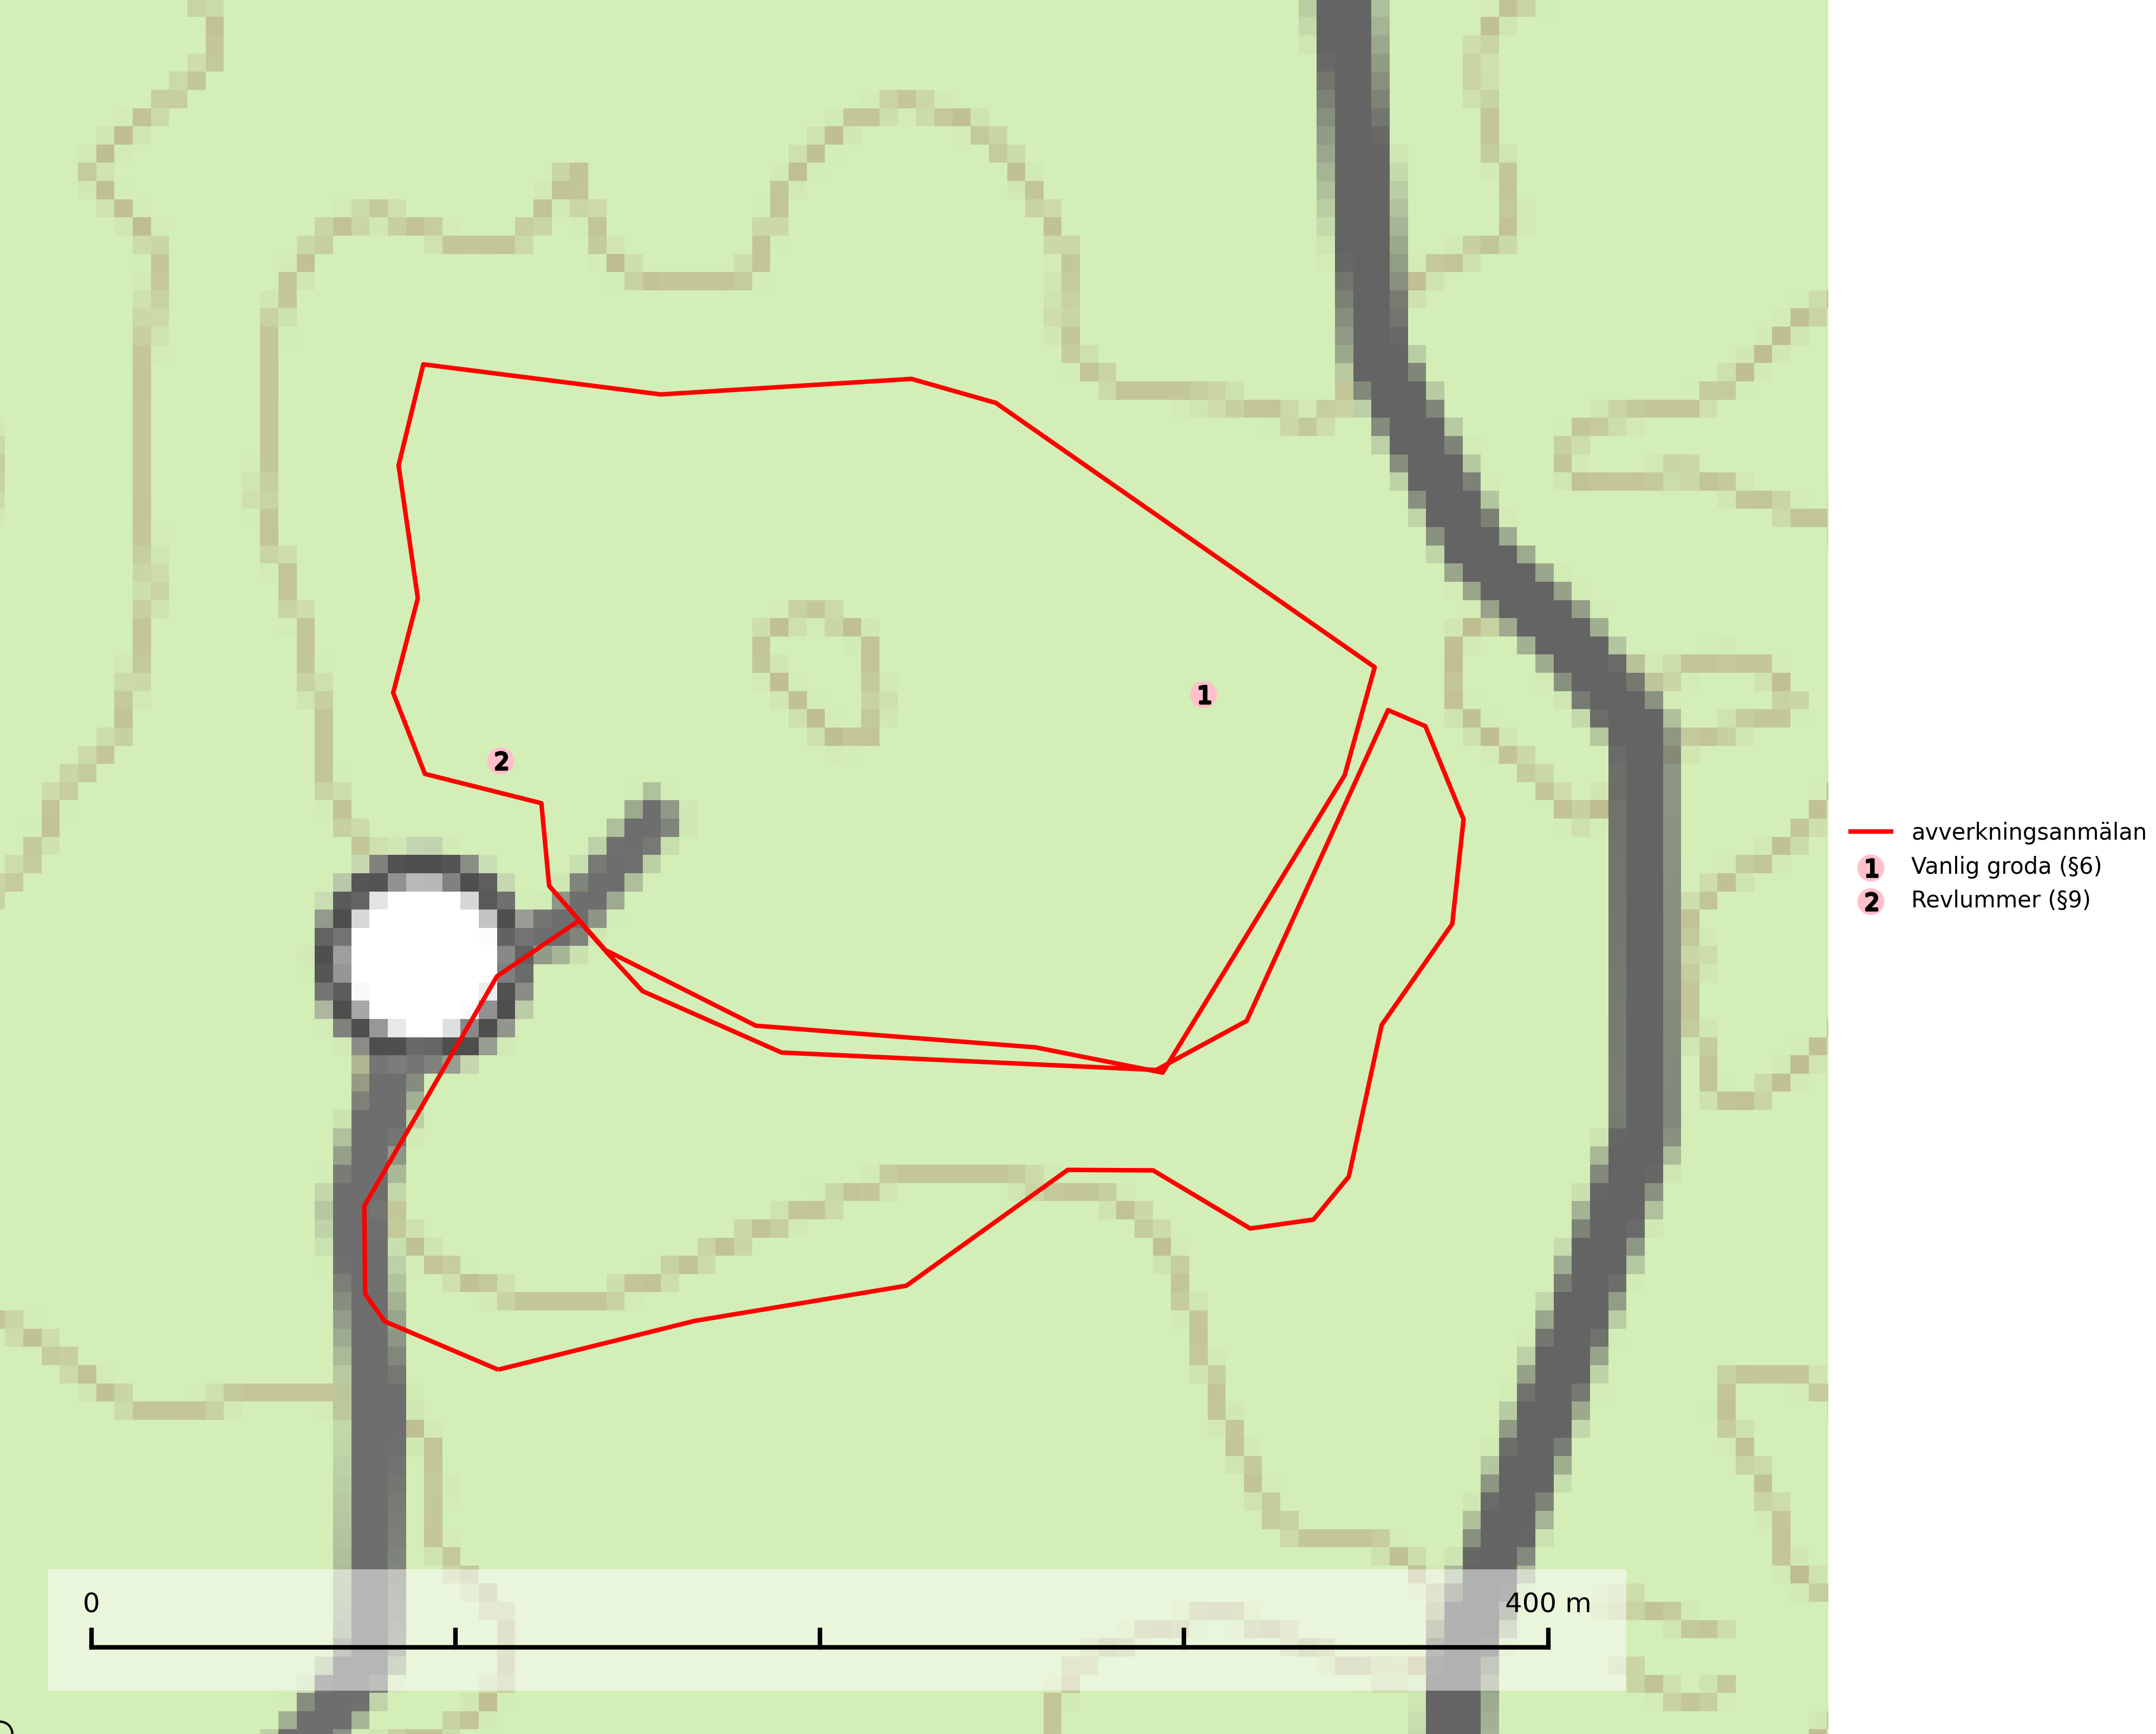 1
2
avverkningsanmälan
1 Vanlig groda (§6)
2 Revlummer (§9)
0 400 m